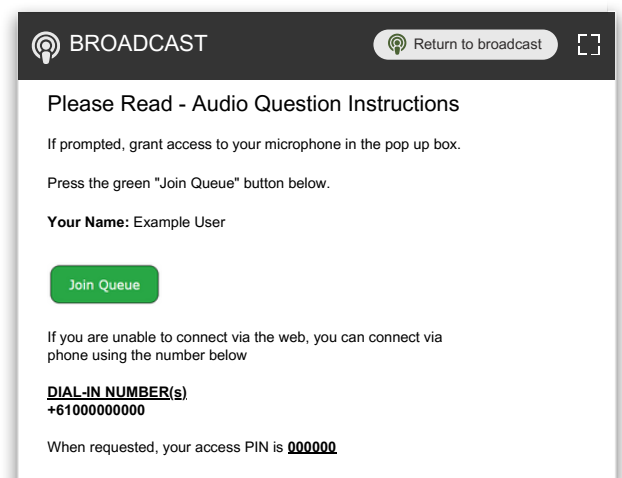 BROADCAST
Return to broadcast
Please Read - Audio Question Instructions
If prompted, grant access to your microphone in the pop up box.
Press the green "Join Queue" button below.
Your Name: Example User
Join Queue
If you are unable to connect via the web, you can connect via
phone using the number below
DIAL-IN NUMBER(s)
+61000000000
When requested, your access PIN is 000000